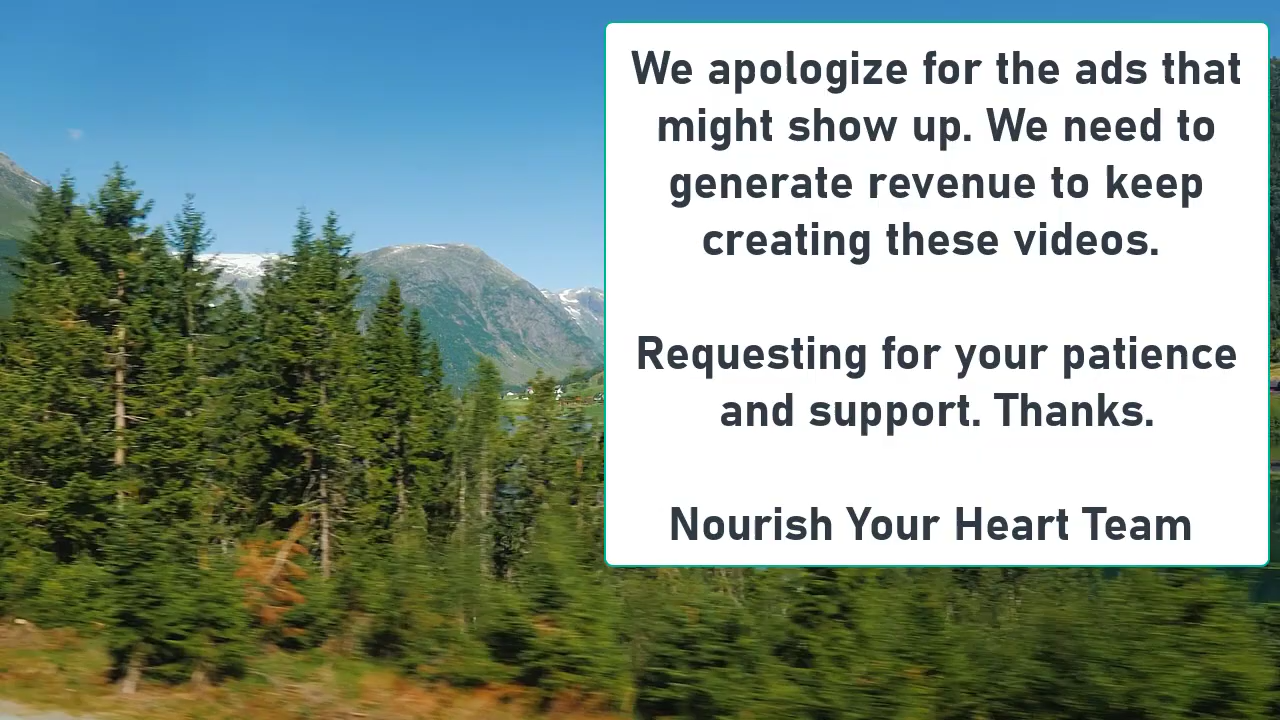 We apologize for the ads that
might show up. We need to
generate revenue to keep
creating these videos.
Requesting for your patience
and support. Thanks.
Nourish Your Heart Team